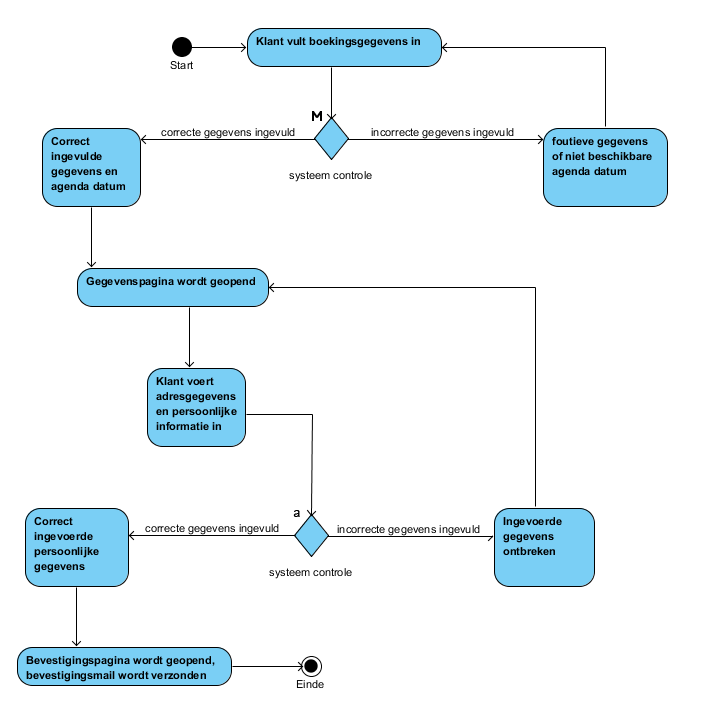 Klant vult boekingsgegevens in
Start
M
correcte gegevens ingevuld
incorrecte gegevens ingevuld
Correct
ingevulde
gegevens en
agenda datum
foutieve gegevens
of niet beschikbare
agenda datum
systeem controle
Gegevenspagina wordt geopend
Klant voert
adresgegevens
en persoonlijke
informatie in
a
Correct
ingevoerde
persoonlijke
gegevens
correcte gegevens ingevuld
incorrecte gegevens ingevuld
Ingevoerde
gegevens
ontbreken
systeem controle
Bevestigingspagina wordt geopend,
bevestigingsmail wordt verzonden
Einde